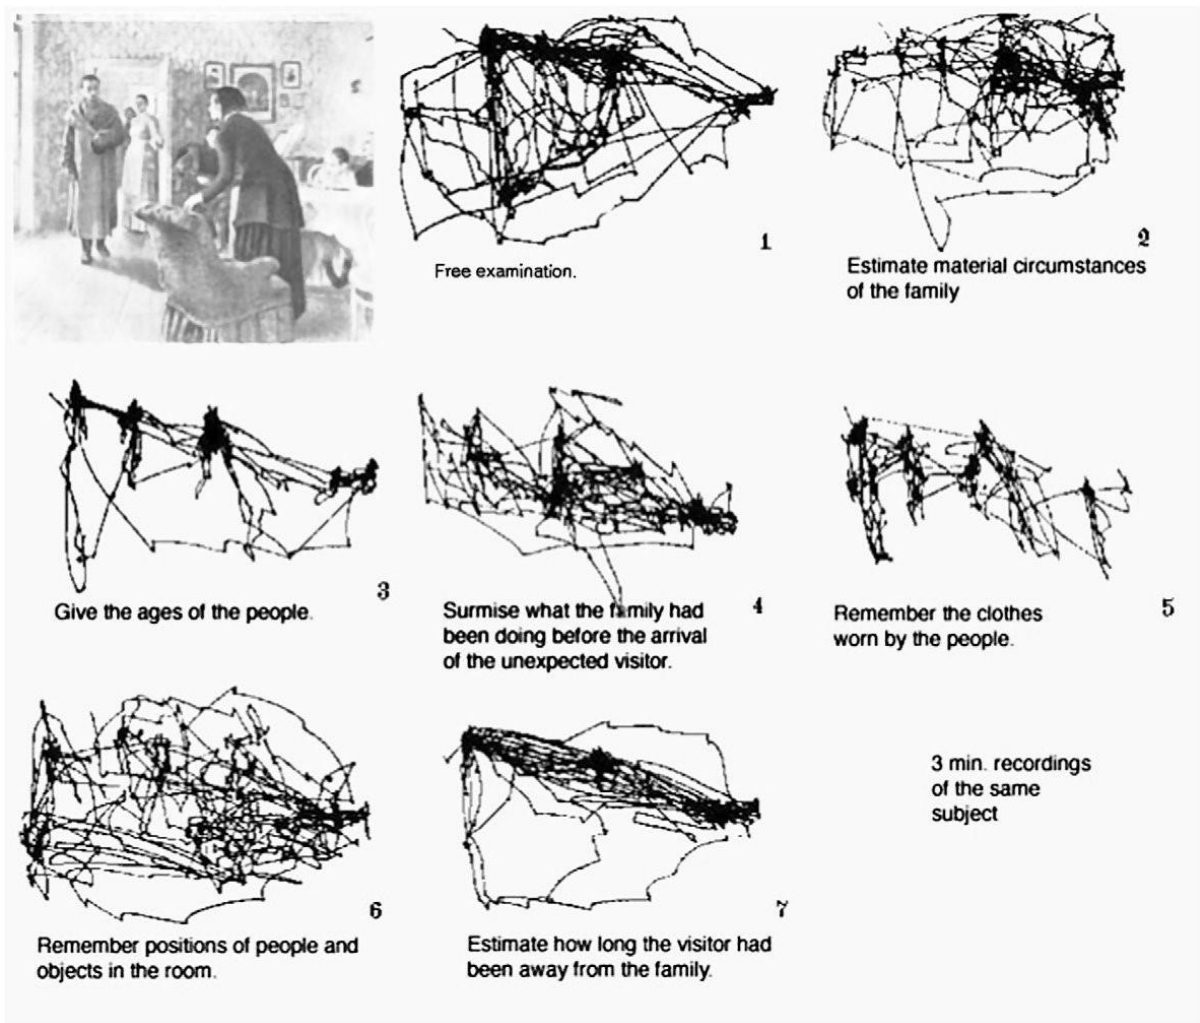 1
Free examination.
2
Estimate material circumstances
of the family
3
Give the ages of the people.
4
Surmise what the family had
been doing before the arrival
of the unexpected visitor.
5
Remember the clothes
worn by the people.
6
Remember positions of people and
objects in the room.
7
Estimate how long the visitor had
been away from the family.
3 min. recordings
of the same
subject